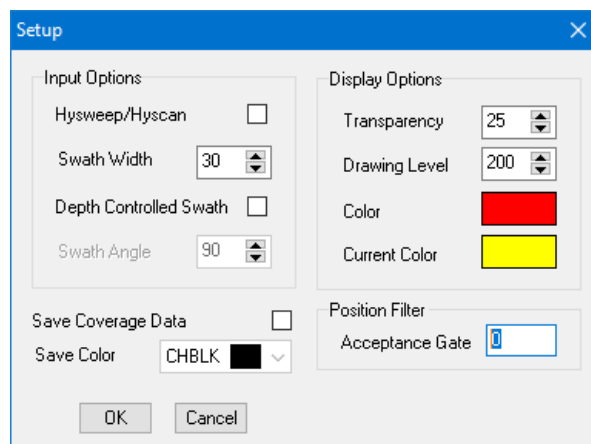 Setup
Input Options
Hysweep/Hyscan
Swath Width 30
Depth Controlled Swath
Swath Angle 90
Save Coverage Data
Save Color CHBLK
OK Cancel
Display Options
Transparency 25
Drawing Level 200
Color
Current Color
Position Filter
Acceptance Gate 0